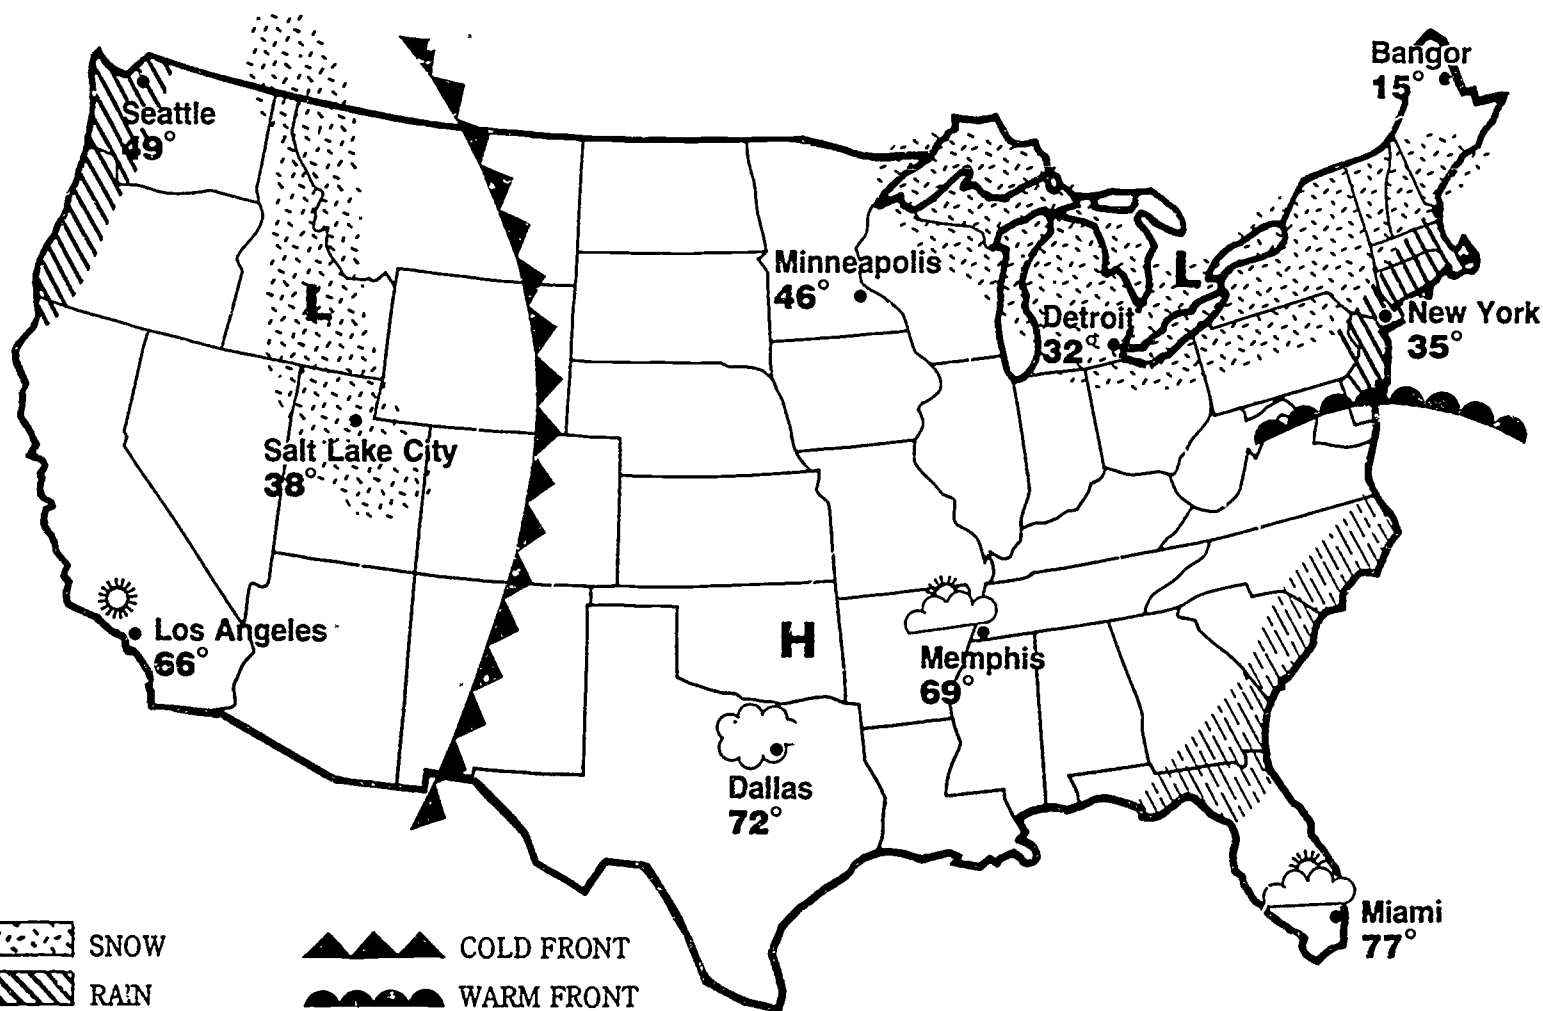 Bangor
15°
Seattle
49°
L
Minneapolis
46°
L
Detroit
32°
New York
35°
Salt Lake City
38°
Los Angeles
66°
H
Memphis
69°
Dallas
72°
Miami
77°
SNOW
COLD FRONT
RAIN
WARM FRONT